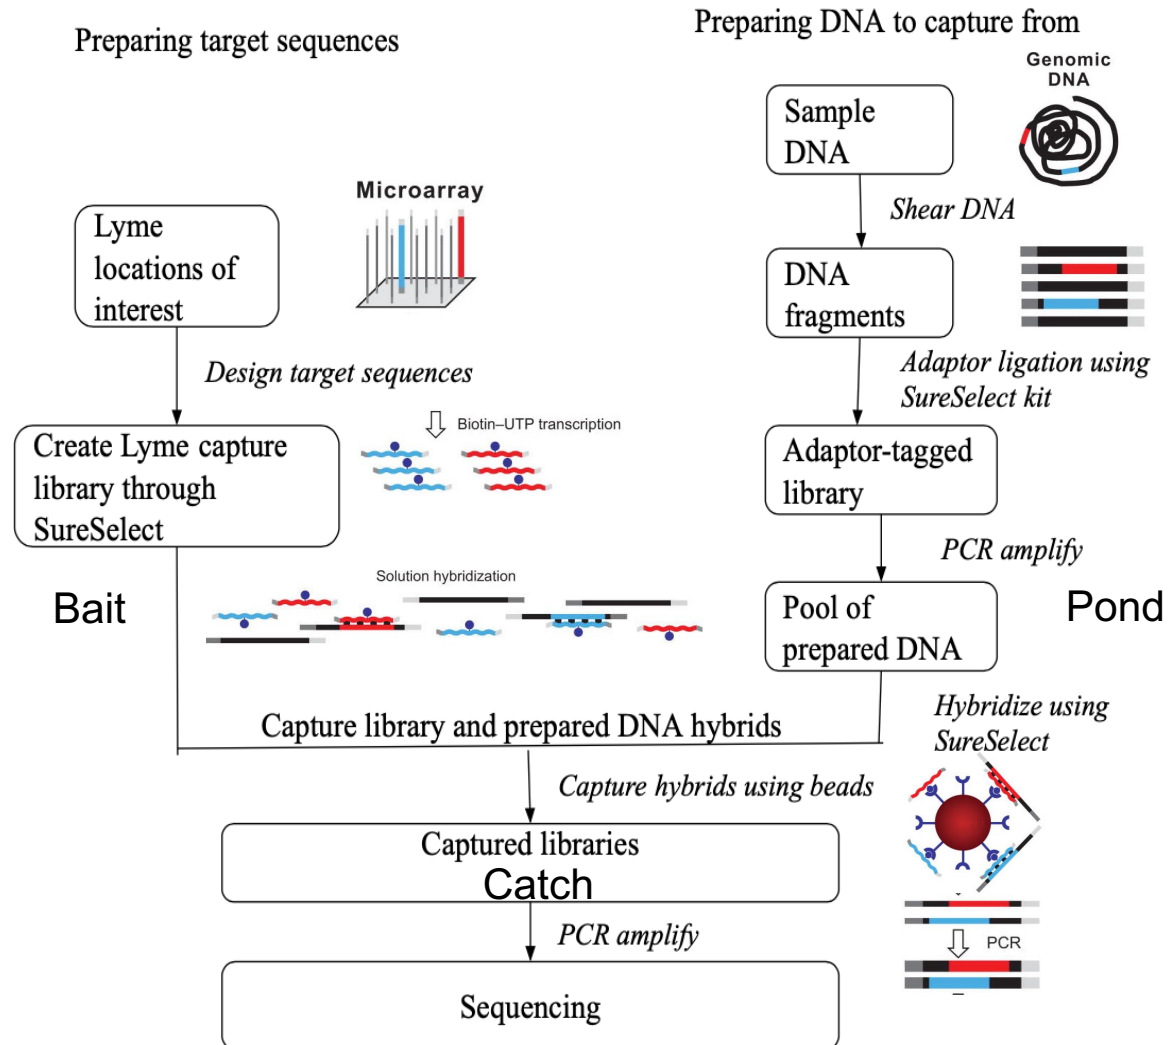 Preparing target sequences
Preparing DNA to capture from
Genomic
DNA
Sample
DNA
Shear DNA
Microarray
Lyme
locations of
interest
DNA
fragments
Design target sequences
Adaptor ligation using
SureSelect kit
Biotin–UTP transcription
Create Lyme capture
library through
SureSelect
Adaptor-tagged
library
PCR amplify
Solution hybridization
Bait
Pool of
prepared DNA
Pond
Capture library and prepared DNA hybrids
Hybridize using
SureSelect
Capture hybrids using beads
Captured libraries
Catch
PCR amplify
PCR
Sequencing